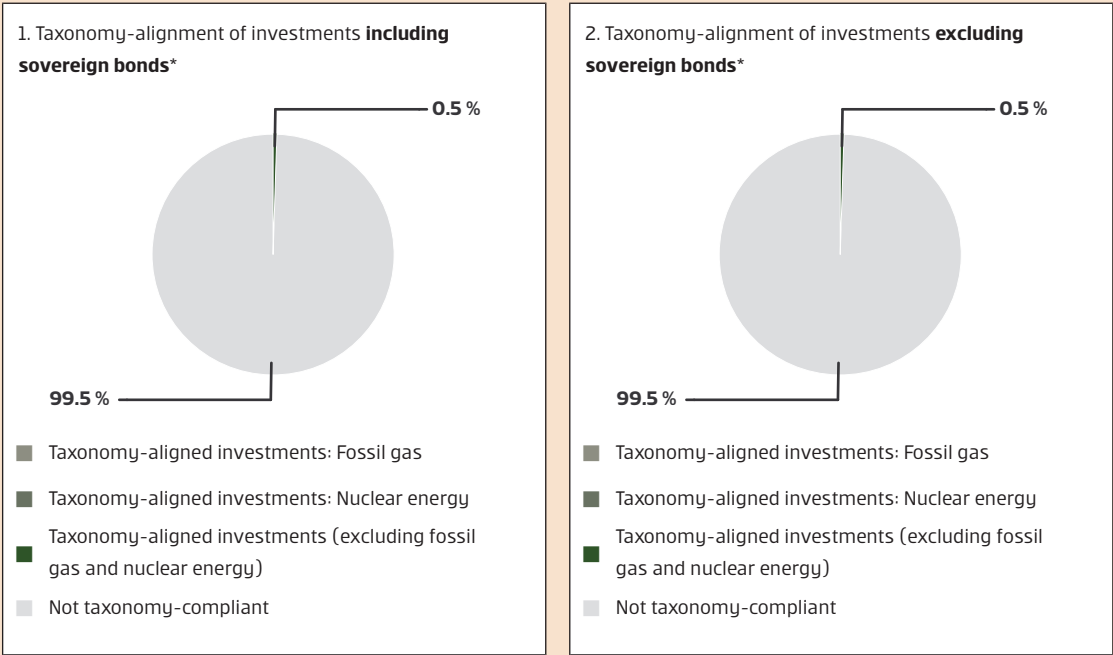 1. Taxonomy-alignment of investments including
sovereign bonds*
0.5 %
99.5 %
Taxonomy-aligned investments: Fossil gas
Taxonomy-aligned investments: Nuclear energy
Taxonomy-aligned investments (excluding fossil
gas and nuclear energy)
Not taxonomy-compliant
2. Taxonomy-alignment of investments excluding
sovereign bonds*
0.5 %
99.5 %
Taxonomy-aligned investments: Fossil gas
Taxonomy-aligned investments: Nuclear energy
Taxonomy-aligned investments (excluding fossil
gas and nuclear energy)
Not taxonomy-compliant